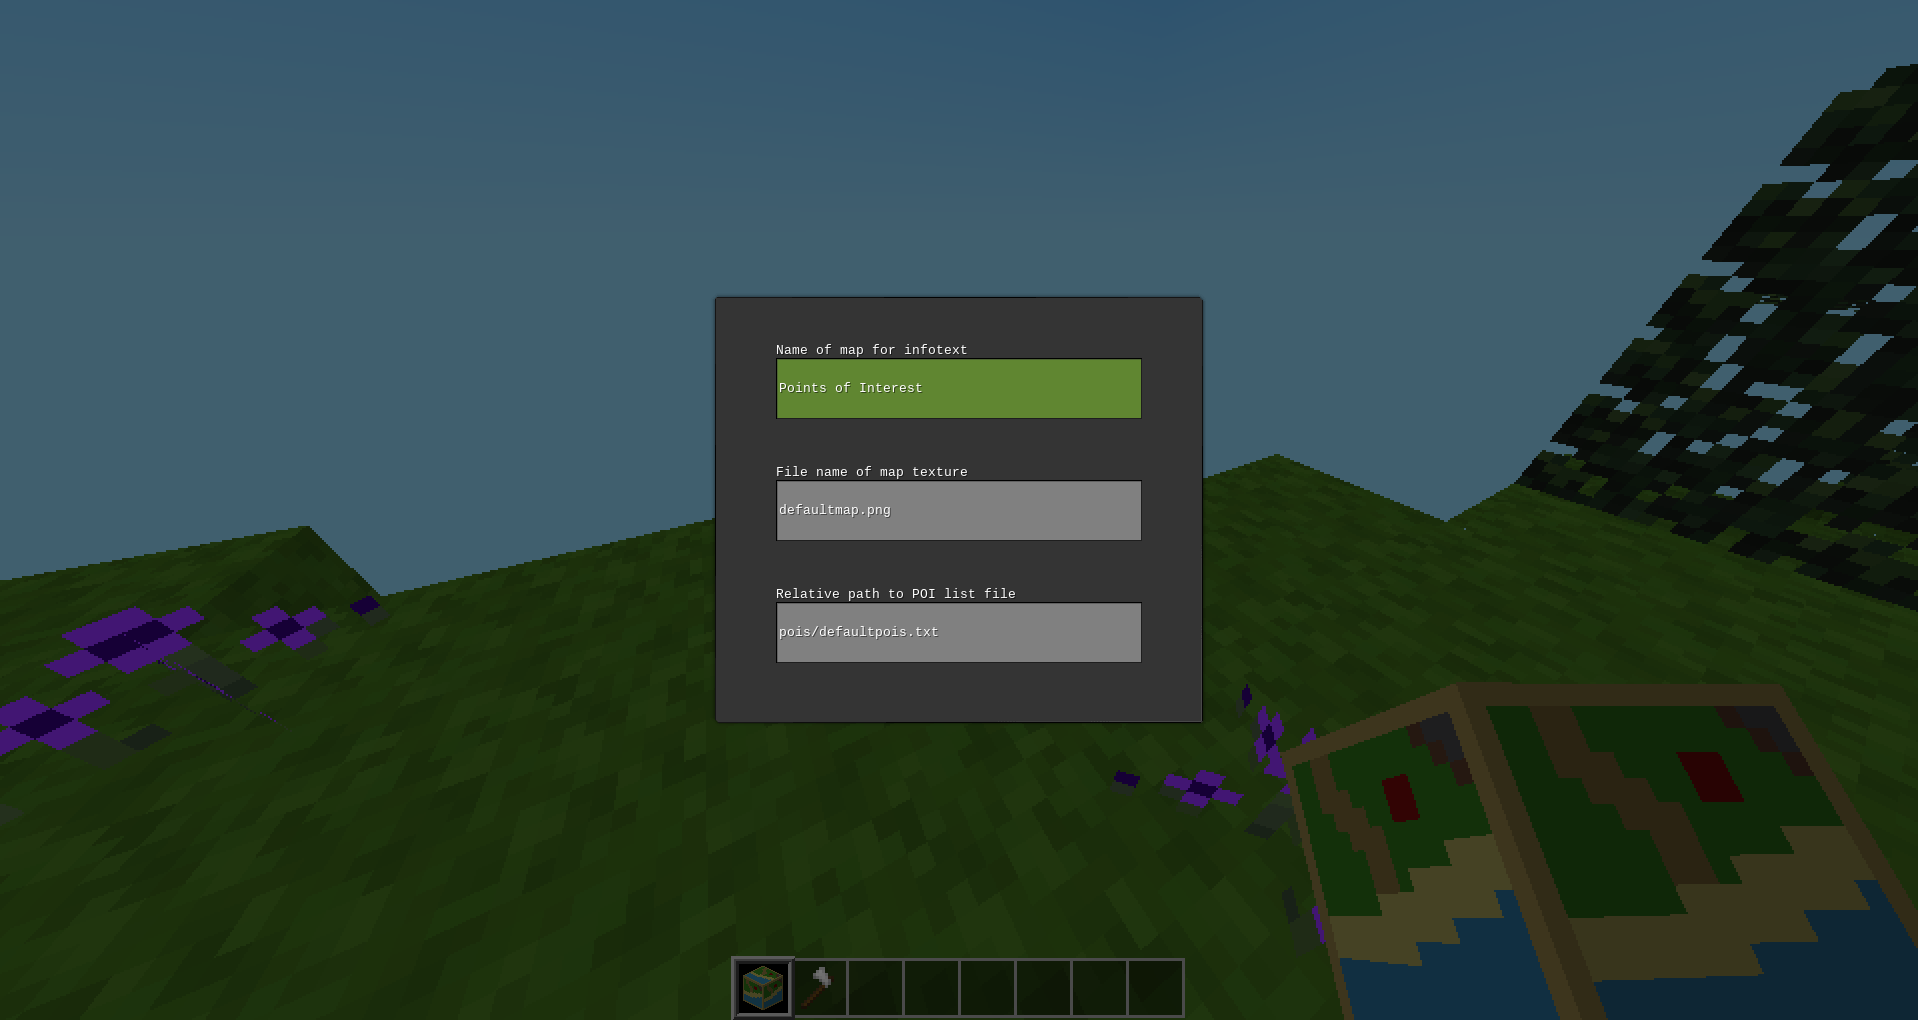 Name of map for infotext
Points of Interest
File name of map texture
defaultmap.png
Relative path to POI list file
pois/defaultpois.txt